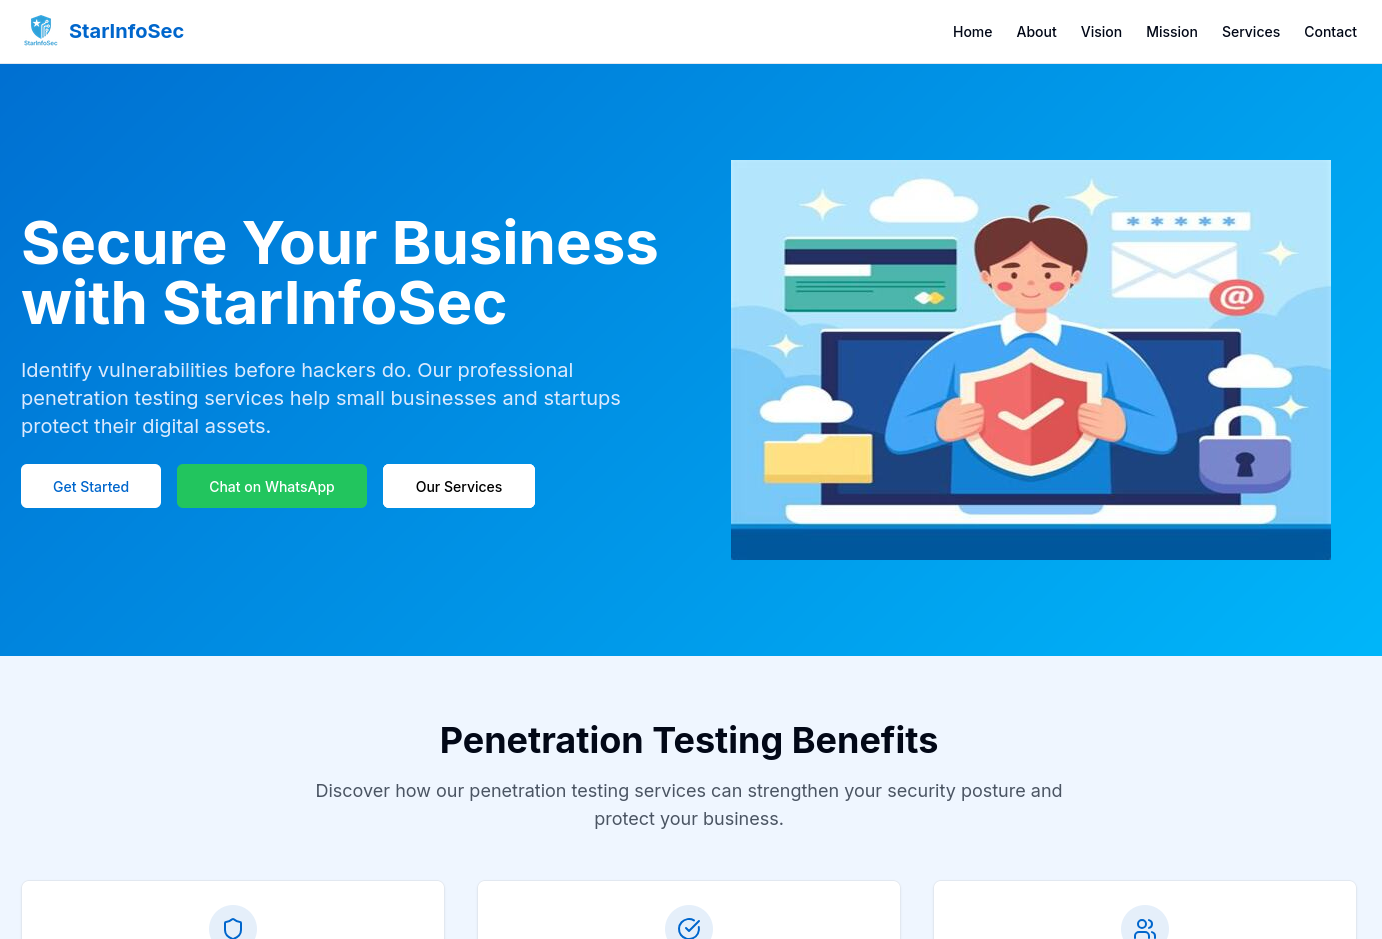 StarInfoSec
StarInfoSec
Home
About
Vision
Mission
Services
Contact
Secure Your Business
with StarInfoSec
Identify vulnerabilities before hackers do. Our professional
penetration testing services help small businesses and startups
protect their digital assets.
Get Started
Chat on WhatsApp
Our Services
*****
@
Penetration Testing Benefits
Discover how our penetration testing services can strengthen your security posture and
protect your business.